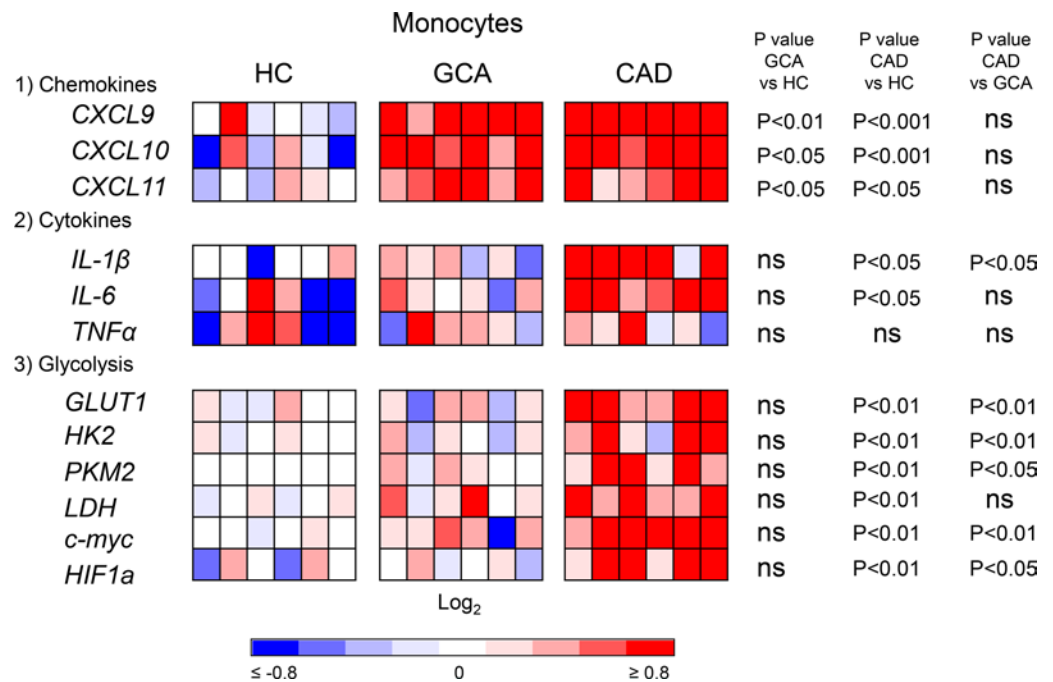 Monocytes
HC GCA CAD
P value GCA vs HC
P value CAD vs HC
P value CAD vs GCA
1) Chemokines
CXCL9 P<0.01 P<0.001 ns
CXCL10 P<0.05 P<0.001 ns
CXCL11 P<0.05 P<0.05 ns
2) Cytokines
IL-1β ns P<0.05 P<0.05
IL-6 ns P<0.05 ns
TNFα ns ns ns
3) Glycolysis
GLUT1 ns P<0.01 P<0.01
HK2 ns P<0.01 P<0.01
PKM2 ns P<0.01 P<0.05
LDH ns P<0.01 ns
c-myc ns P<0.01 P<0.01
HIF1a ns P<0.01 P<0.05
Log₂
≤ -0.8 0 ≥ 0.8